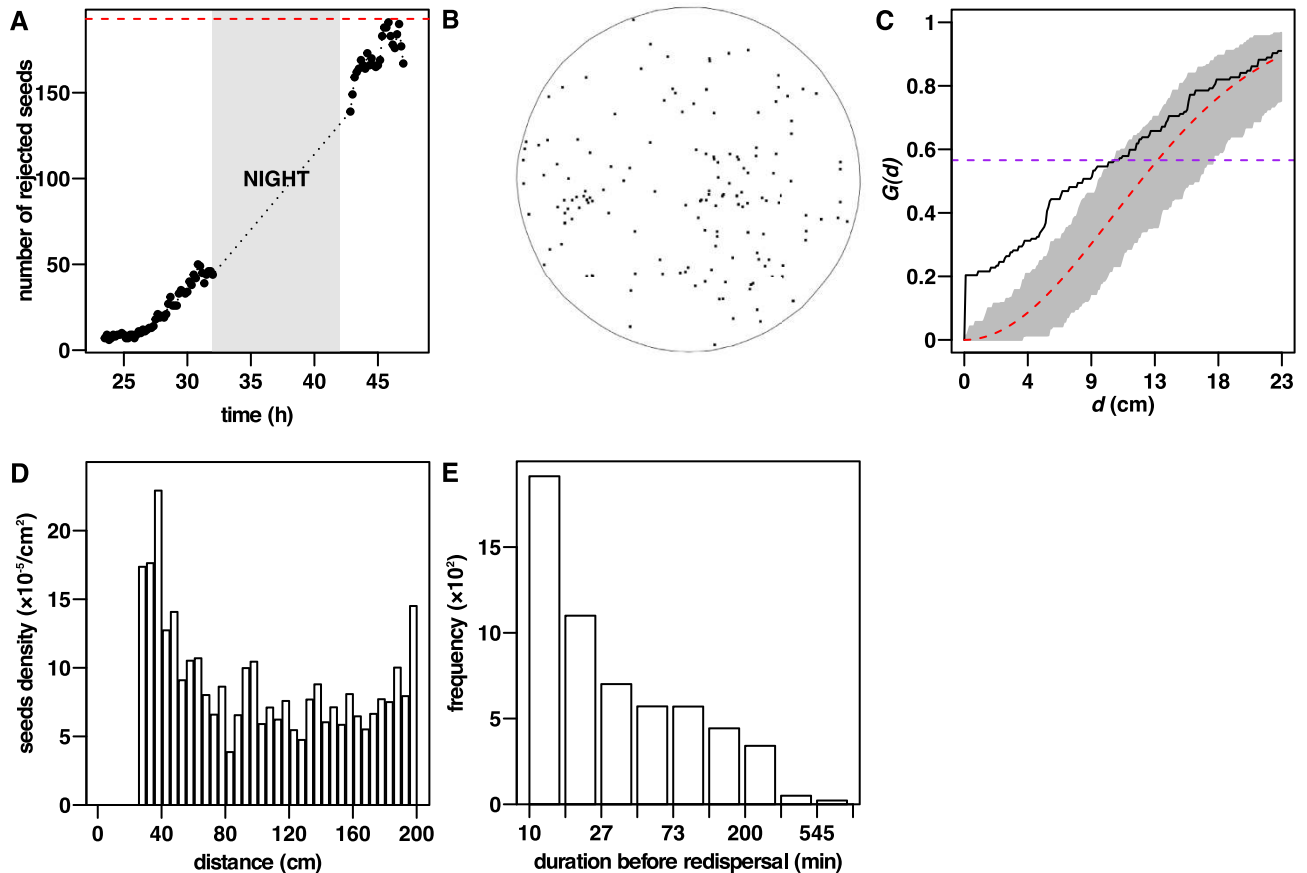 A
number of rejected seeds
0
50
100
150
NIGHT
25
30
35
40
45
time (h)
B
C
G(d)
0
0.2
0.4
0.6
0.8
1
0
4
9
13
18
23
d (cm)
D
seeds density (×10⁻⁵/cm²)
0
5
10
15
20
0
40
80
120
160
200
distance (cm)
E
frequency (×10²)
0
5
10
15
10
27
73
200
545
duration before redispersal (min)